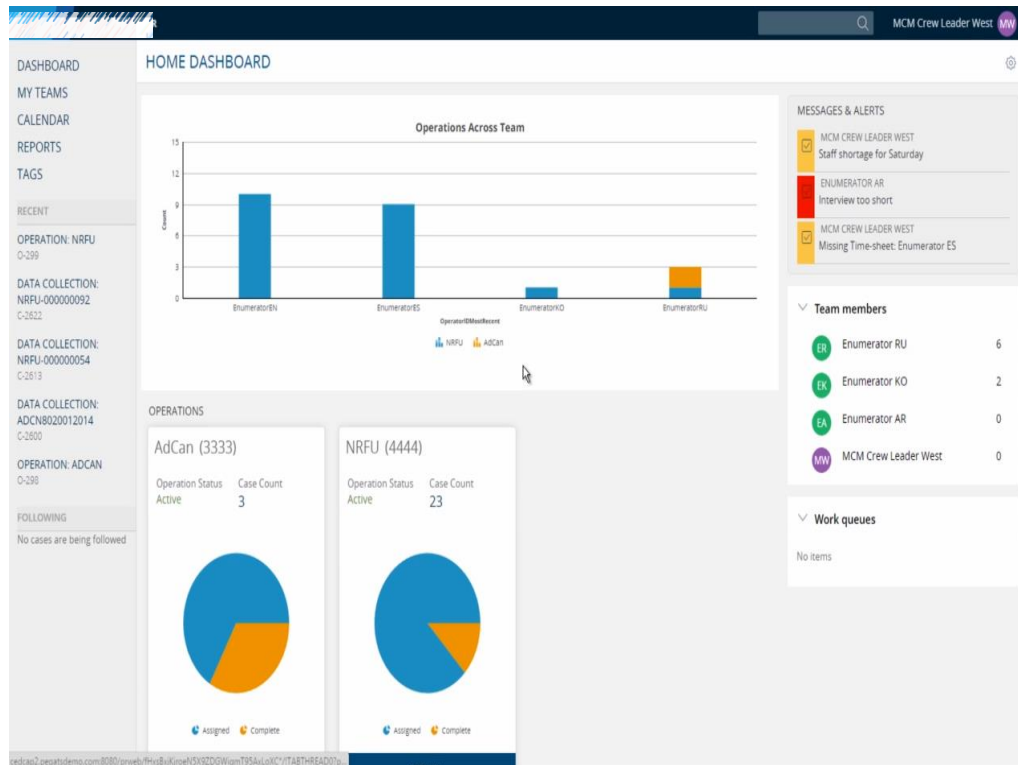 MCM Crew Leader West MW
DASHBOARD
MY TEAMS
CALENDAR
REPORTS
TAGS
RECENT
OPERATION: NRFU
O-299
DATA COLLECTION:
NRFU-000000092
C-2622
DATA COLLECTION:
NRFU-000000054
C-2613
DATA COLLECTION:
ADCN8020012014
C-2600
OPERATION: ADCAN
O-298
FOLLOWING
No cases are being followed
HOME DASHBOARD
Operations Across Team
15
12
9
6
3
0
Count
EnumeratorEN EnumeratorES EnumeratorKO EnumeratorRU
OperatorIDMostRecent
NRFU AdCan
OPERATIONS
AdCan (3333)
Operation Status Case Count
Active 3
Assigned Complete
NRFU (4444)
Operation Status Case Count
Active 23
Assigned Complete
MESSAGES & ALERTS
MCM CREW LEADER WEST
Staff shortage for Saturday
ENUMERATOR AR
Interview too short
MCM CREW LEADER WEST
Missing Time-sheet: Enumerator ES
Team members
ER Enumerator RU 6
EK Enumerator KO 2
EA Enumerator AR 0
MW MCM Crew Leader West 0
Work queues
No items